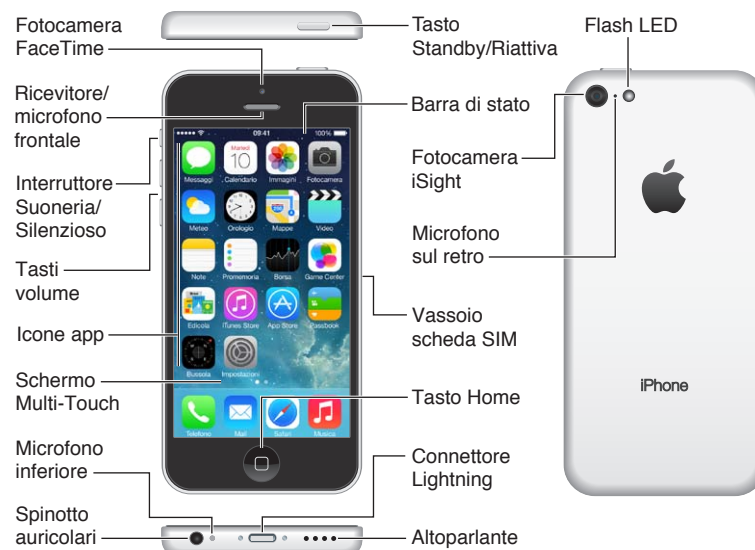 Fotocamera
FaceTime
Ricevitore/
microfono
frontale
Interruttore
Suoneria/
Silenzioso
Tasti
volume
Icone app
Schermo
Multi-Touch
Microfono
inferiore
Spinotto
auricolari
09:41
100%
Martedì
10
Messaggi Calendario Immagini Fotocamera
280
Meteo Orologio Mappe Video
Note Promemoria Borsa Game Center
Edicola iTunes Store App Store Passbook
Bussola Impostazioni
Telefono Mail Safari Musica
Tasto
Standby/Riattiva
Barra di stato
Fotocamera
iSight
Microfono
sul retro
Vassoio
scheda SIM
Tasto Home
Connettore
Lightning
Altoparlante
Flash LED
iPhone